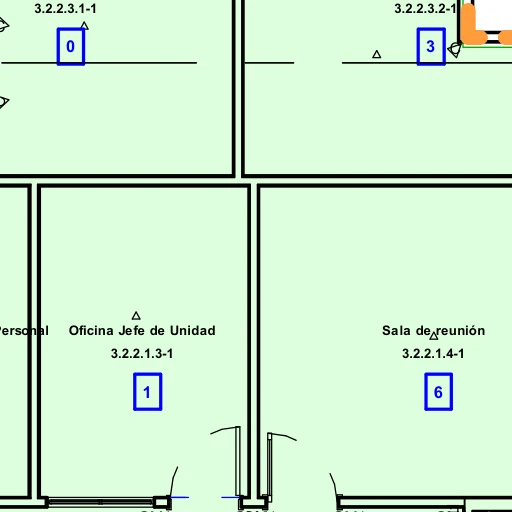 3.2.2.3.1-1
3.2.2.3.2-1
0
3
Personal
Oficina Jefe de Unidad
3.2.2.1.3-1
1
Sala de reunión
3.2.2.1.4-1
6